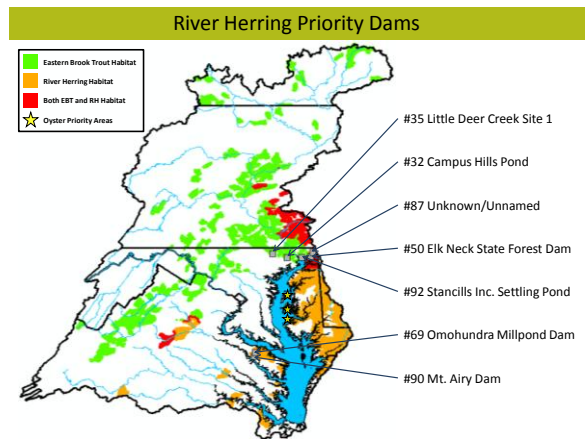 River Herring Priority Dams
Eastern Brook Trout Habitat
River Herring Habitat
Both EBT and RH Habitat
Oyster Priority Areas
#35 Little Deer Creek Site 1
#32 Campus Hills Pond
#87 Unknown/Unnamed
#50 Elk Neck State Forest Dam
#92 Stancills Inc. Settling Pond
#69 Omohundra Millpond Dam
#90 Mt. Airy Dam